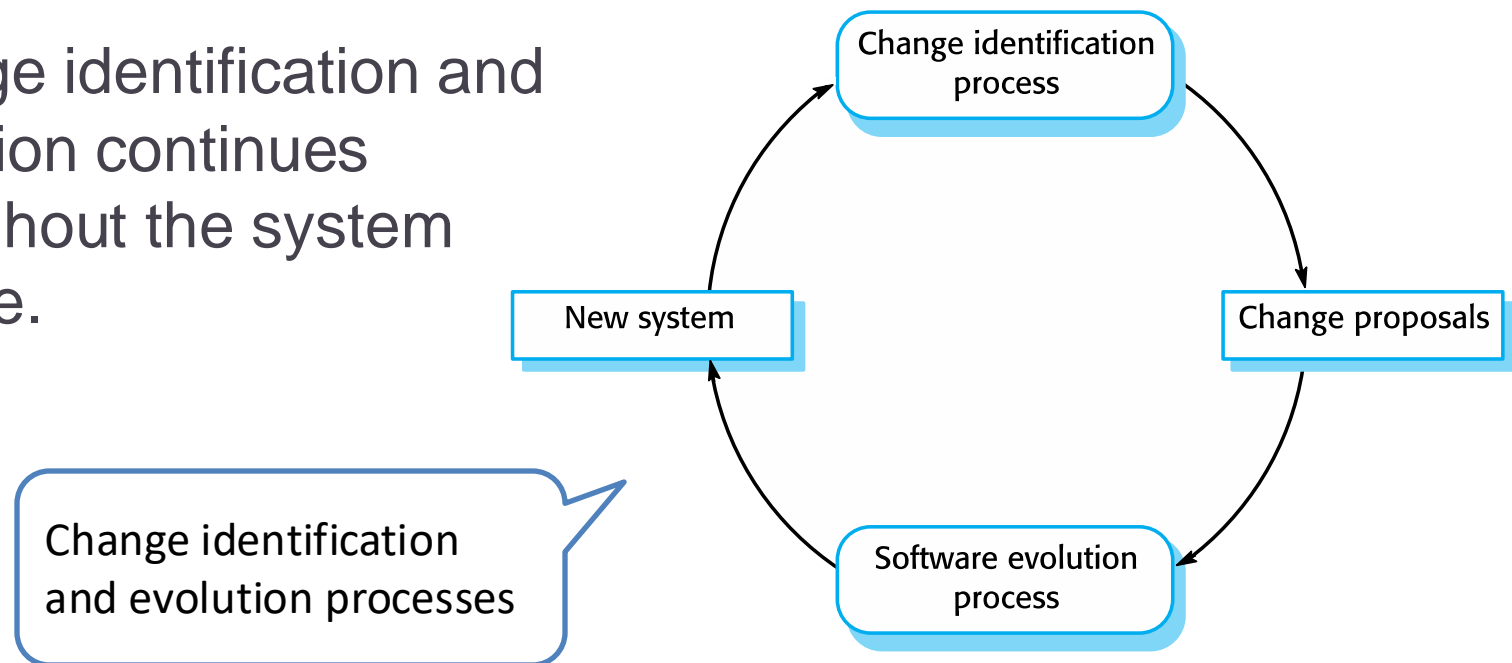 ge identification and
ion continues
hout the system
e.
Change identification
process
New system
Change proposals
Software evolution
process
Change identification
and evolution processes